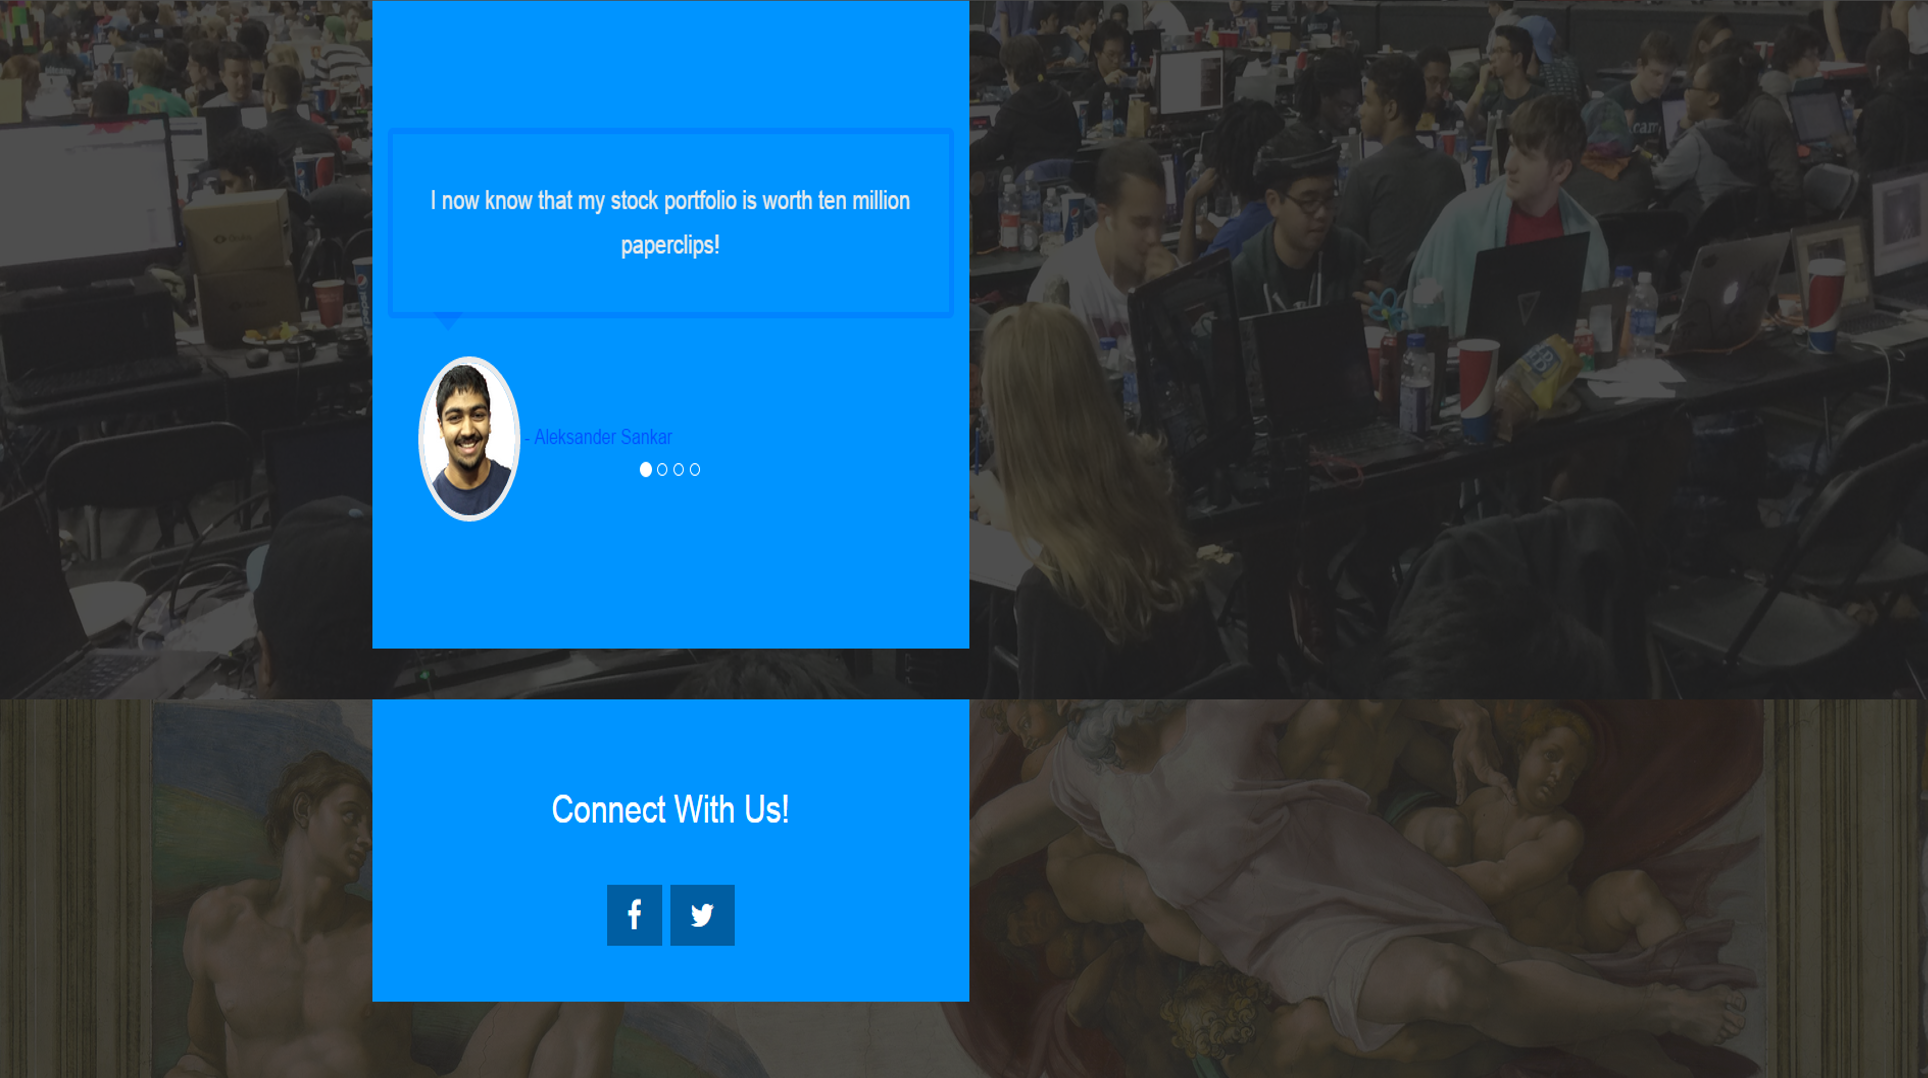 I now know that my stock portfolio is worth ten million
paperclips!
- Aleksander Sankar
Connect With Us!